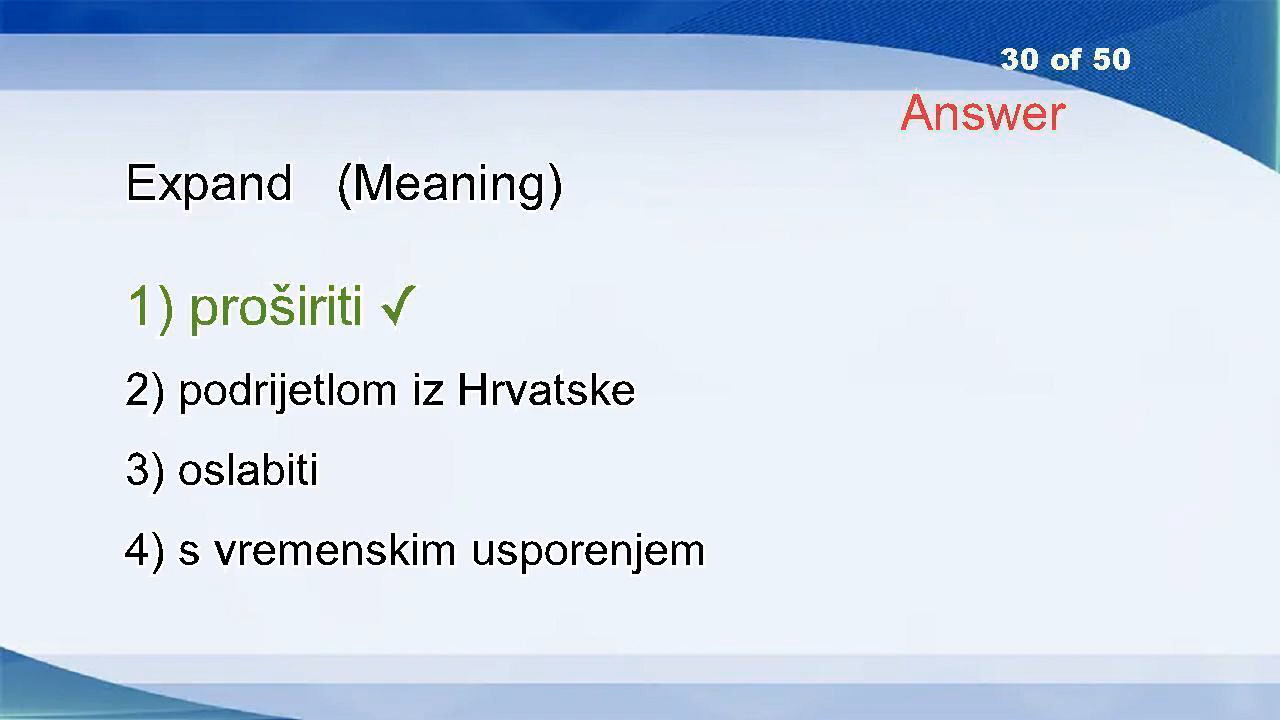 30 of 50
Answer
Expand (Meaning)
1) proširiti ✓
2) podrijetlom iz Hrvatske
3) oslabiti
4) s vremenskim usporenjem